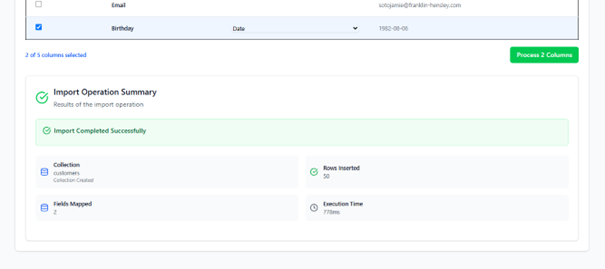 Email
sotojamie@franklin-hensley.com
Birthday
Date
1982-08-08
2 of 5 columns selected
Process 2 Columns
Import Operation Summary
Results of the import operation
Import Completed Successfully
Collection
customers
Collection Created
Rows Inserted
50
Fields Mapped
2
Execution Time
778ms